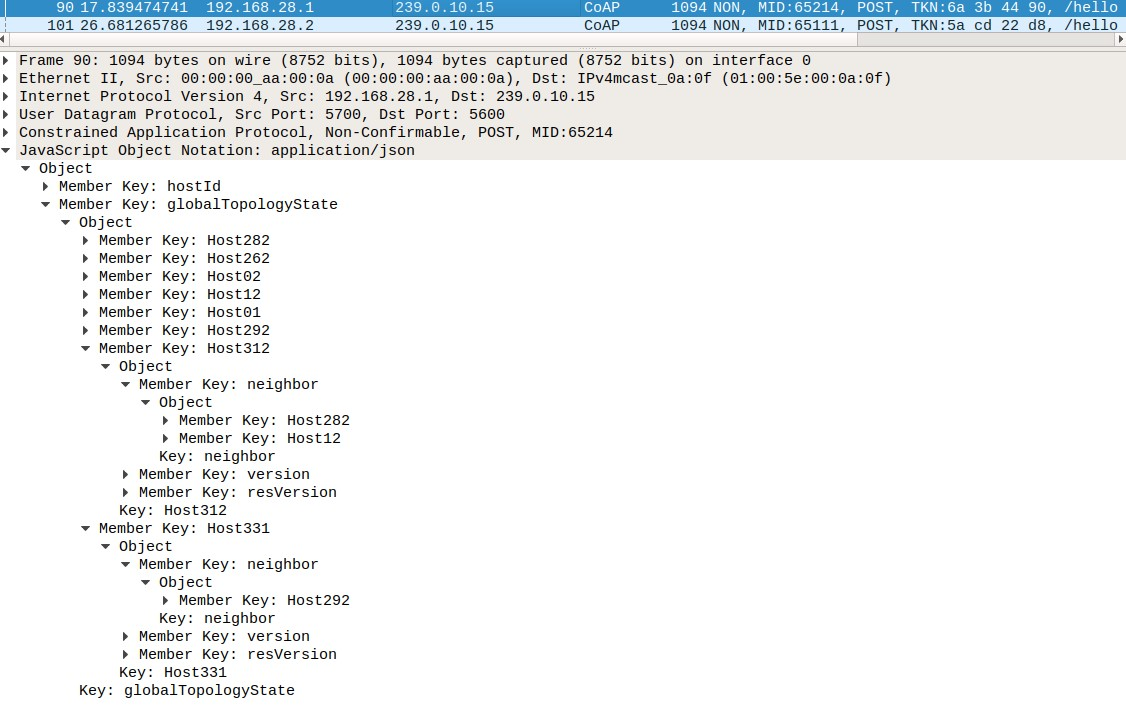 90 17.839474741 192.168.28.1 239.0.10.15 CoAP 1094 NON, MID:65214, POST, TKN:6a 3b 44 90, /hello
101 26.681265786 192.168.28.2 239.0.10.15 CoAP 1094 NON, MID:65111, POST, TKN:5a cd 22 d8, /hello
Frame 90: 1094 bytes on wire (8752 bits), 1094 bytes captured (8752 bits) on interface 0
Ethernet II, Src: 00:00:00_aa:00:0a (00:00:00:aa:00:0a), Dst: IPv4mcast_0a:0f (01:00:5e:00:0a:0f)
Internet Protocol Version 4, Src: 192.168.28.1, Dst: 239.0.10.15
User Datagram Protocol, Src Port: 5700, Dst Port: 5600
Constrained Application Protocol, Non-Confirmable, POST, MID:65214
JavaScript Object Notation: application/json
Object
Member Key: hostId
Member Key: globalTopologyState
Object
Member Key: Host282
Member Key: Host262
Member Key: Host02
Member Key: Host12
Member Key: Host01
Member Key: Host292
Member Key: Host312
Object
Member Key: neighbor
Object
Member Key: Host282
Member Key: Host12
Key: neighbor
Member Key: version
Member Key: resVersion
Key: Host312
Member Key: Host331
Object
Member Key: neighbor
Object
Member Key: Host292
Key: neighbor
Member Key: version
Member Key: resVersion
Key: Host331
Key: globalTopologyState